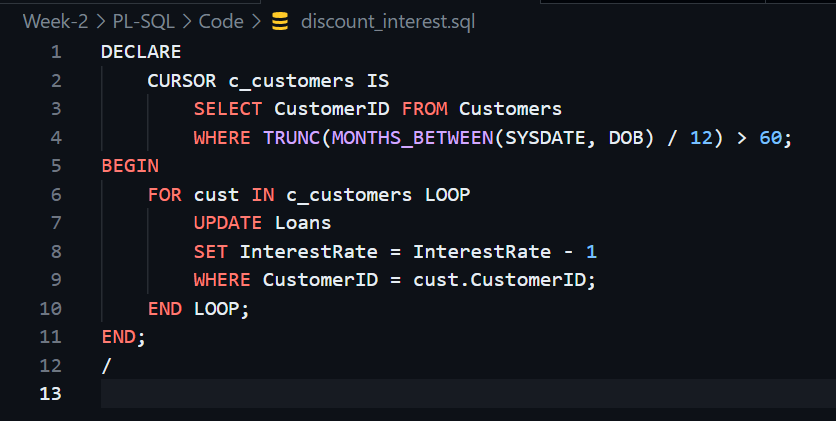 Week-2 > PL-SQL > Code > discount_interest.sql
1 DECLARE
2     CURSOR c_customers IS
3         SELECT CustomerID FROM Customers
4         WHERE TRUNC(MONTHS_BETWEEN(SYSDATE, DOB) / 12) > 60;
5 BEGIN
6     FOR cust IN c_customers LOOP
7         UPDATE Loans
8         SET InterestRate = InterestRate - 1
9         WHERE CustomerID = cust.CustomerID;
10     END LOOP;
11 END;
12 /
13